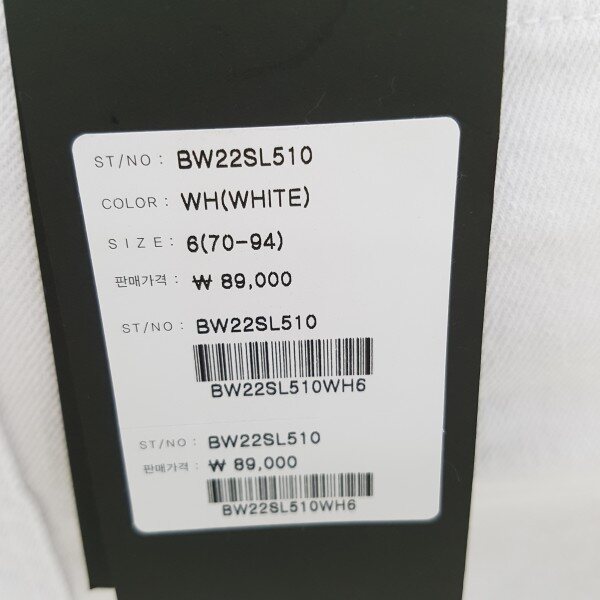 ST/NO : BW22SL510
COLOR : WH(WHITE)
SIZE : 6(70-94)
판매가격 : ₩ 89,000
ST/NO : BW22SL510
BW22SL510WH6
ST/NO : BW22SL510
판매가격 : ₩ 89,000
BW22SL510WH6